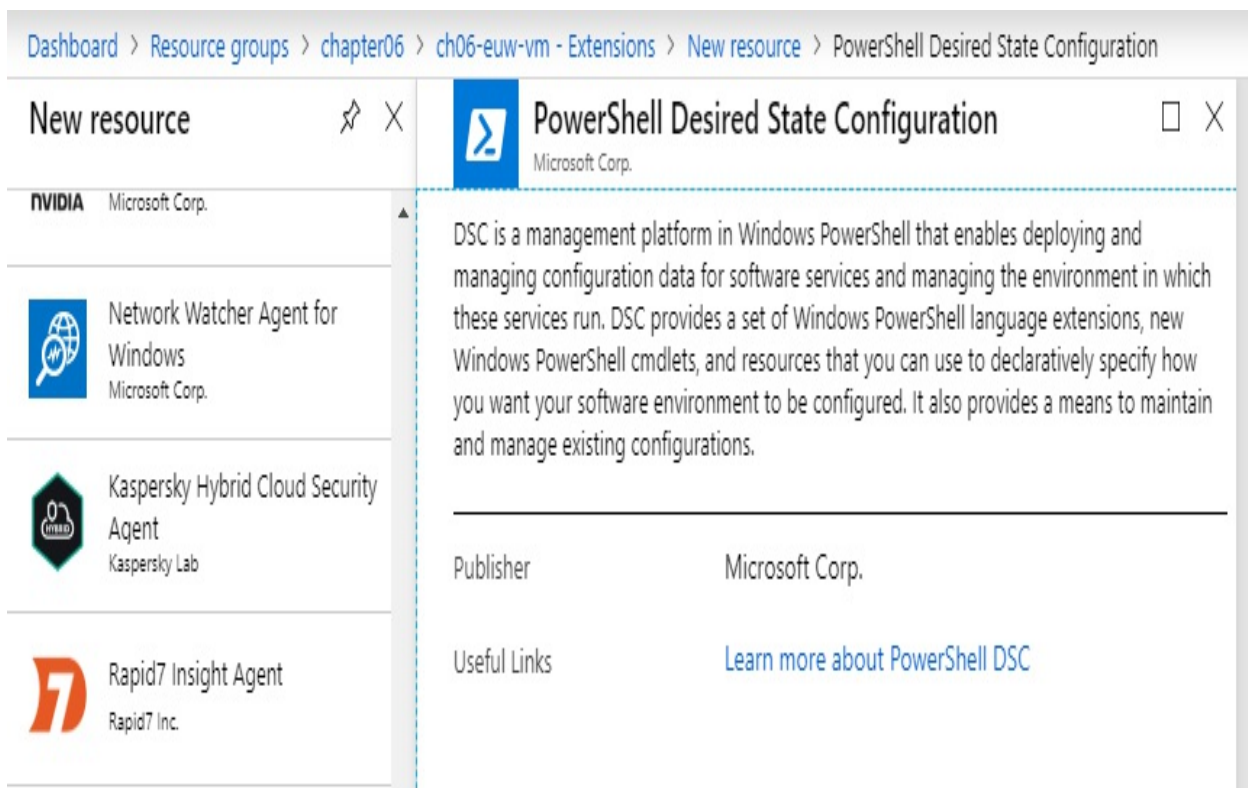 Dashboard > Resource groups > chapter06 > ch06-euw-vm - Extensions > New resource > PowerShell Desired State Configuration
New resource
NVIDIA
Microsoft Corp.
Network Watcher Agent for
Windows
Microsoft Corp.
HYBRID
Kaspersky Hybrid Cloud Security
Agent
Kaspersky Lab
7
Rapid7 Insight Agent
Rapid7 Inc.
PowerShell Desired State Configuration
Microsoft Corp.
DSC is a management platform in Windows PowerShell that enables deploying and
managing configuration data for software services and managing the environment in which
these services run. DSC provides a set of Windows PowerShell language extensions, new
Windows PowerShell cmdlets, and resources that you can use to declaratively specify how
you want your software environment to be configured. It also provides a means to maintain
and manage existing configurations.
Publisher Microsoft Corp.
Useful Links Learn more about PowerShell DSC